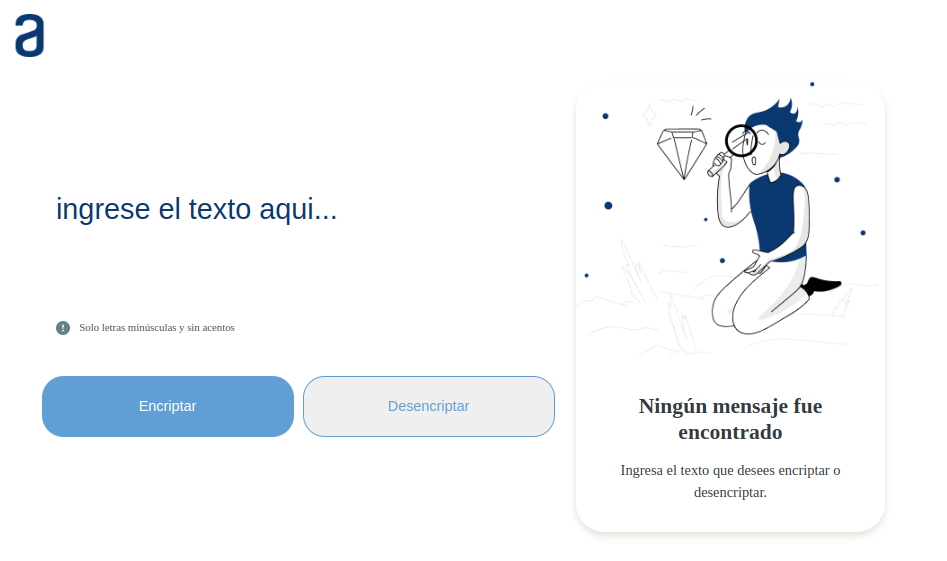 a
ingrese el texto aqui...
Solo letras minúsculas y sin acentos
Encriptar
Desencriptar
Ningún mensaje fue
encontrado
Ingresa el texto que desees encriptar o
desencriptar.